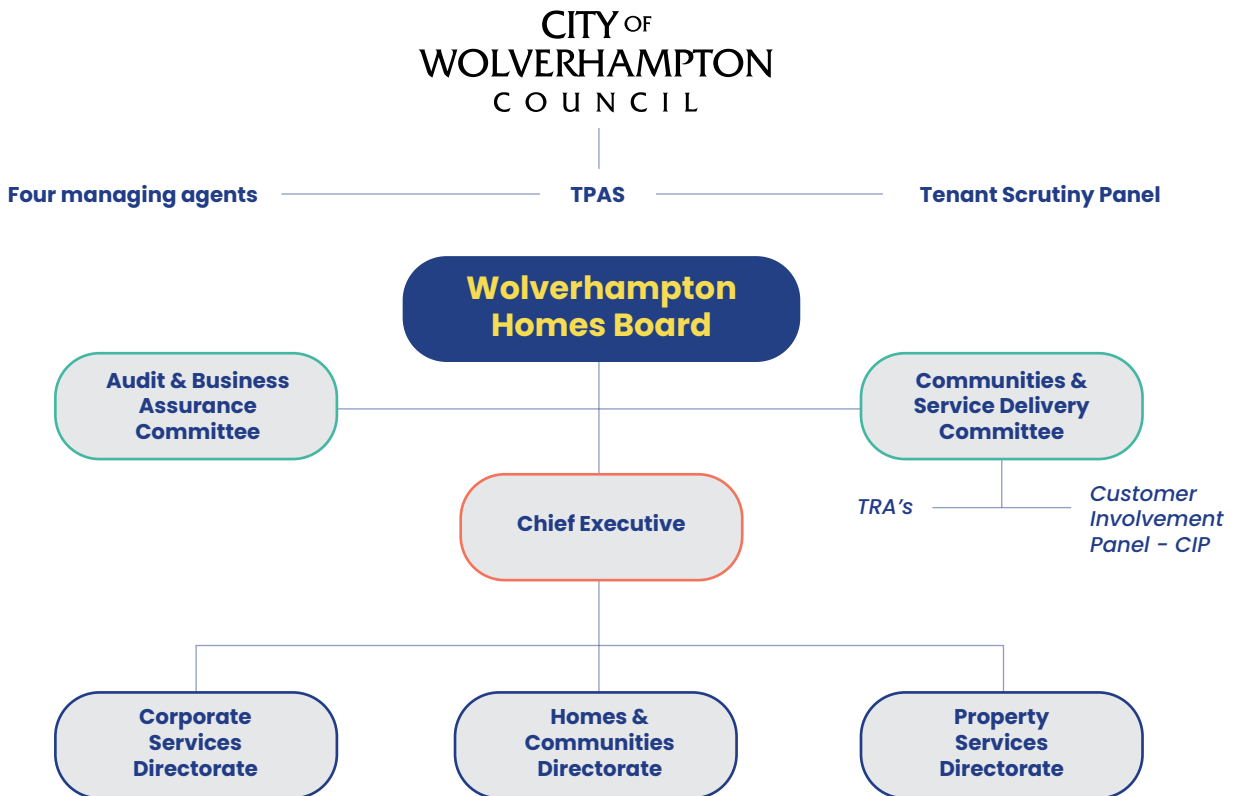 CITY OF
WOLVERHAMPTON
COUNCIL
Four managing agents
TPAS
Tenant Scrutiny Panel
Wolverhampton
Homes Board
Audit & Business
Assurance
Committee
Communities &
Service Delivery
Committee
Chief Executive
TRA’s
Customer
Involvement
Panel - CIP
Corporate
Services
Directorate
Homes &
Communities
Directorate
Property
Services
Directorate